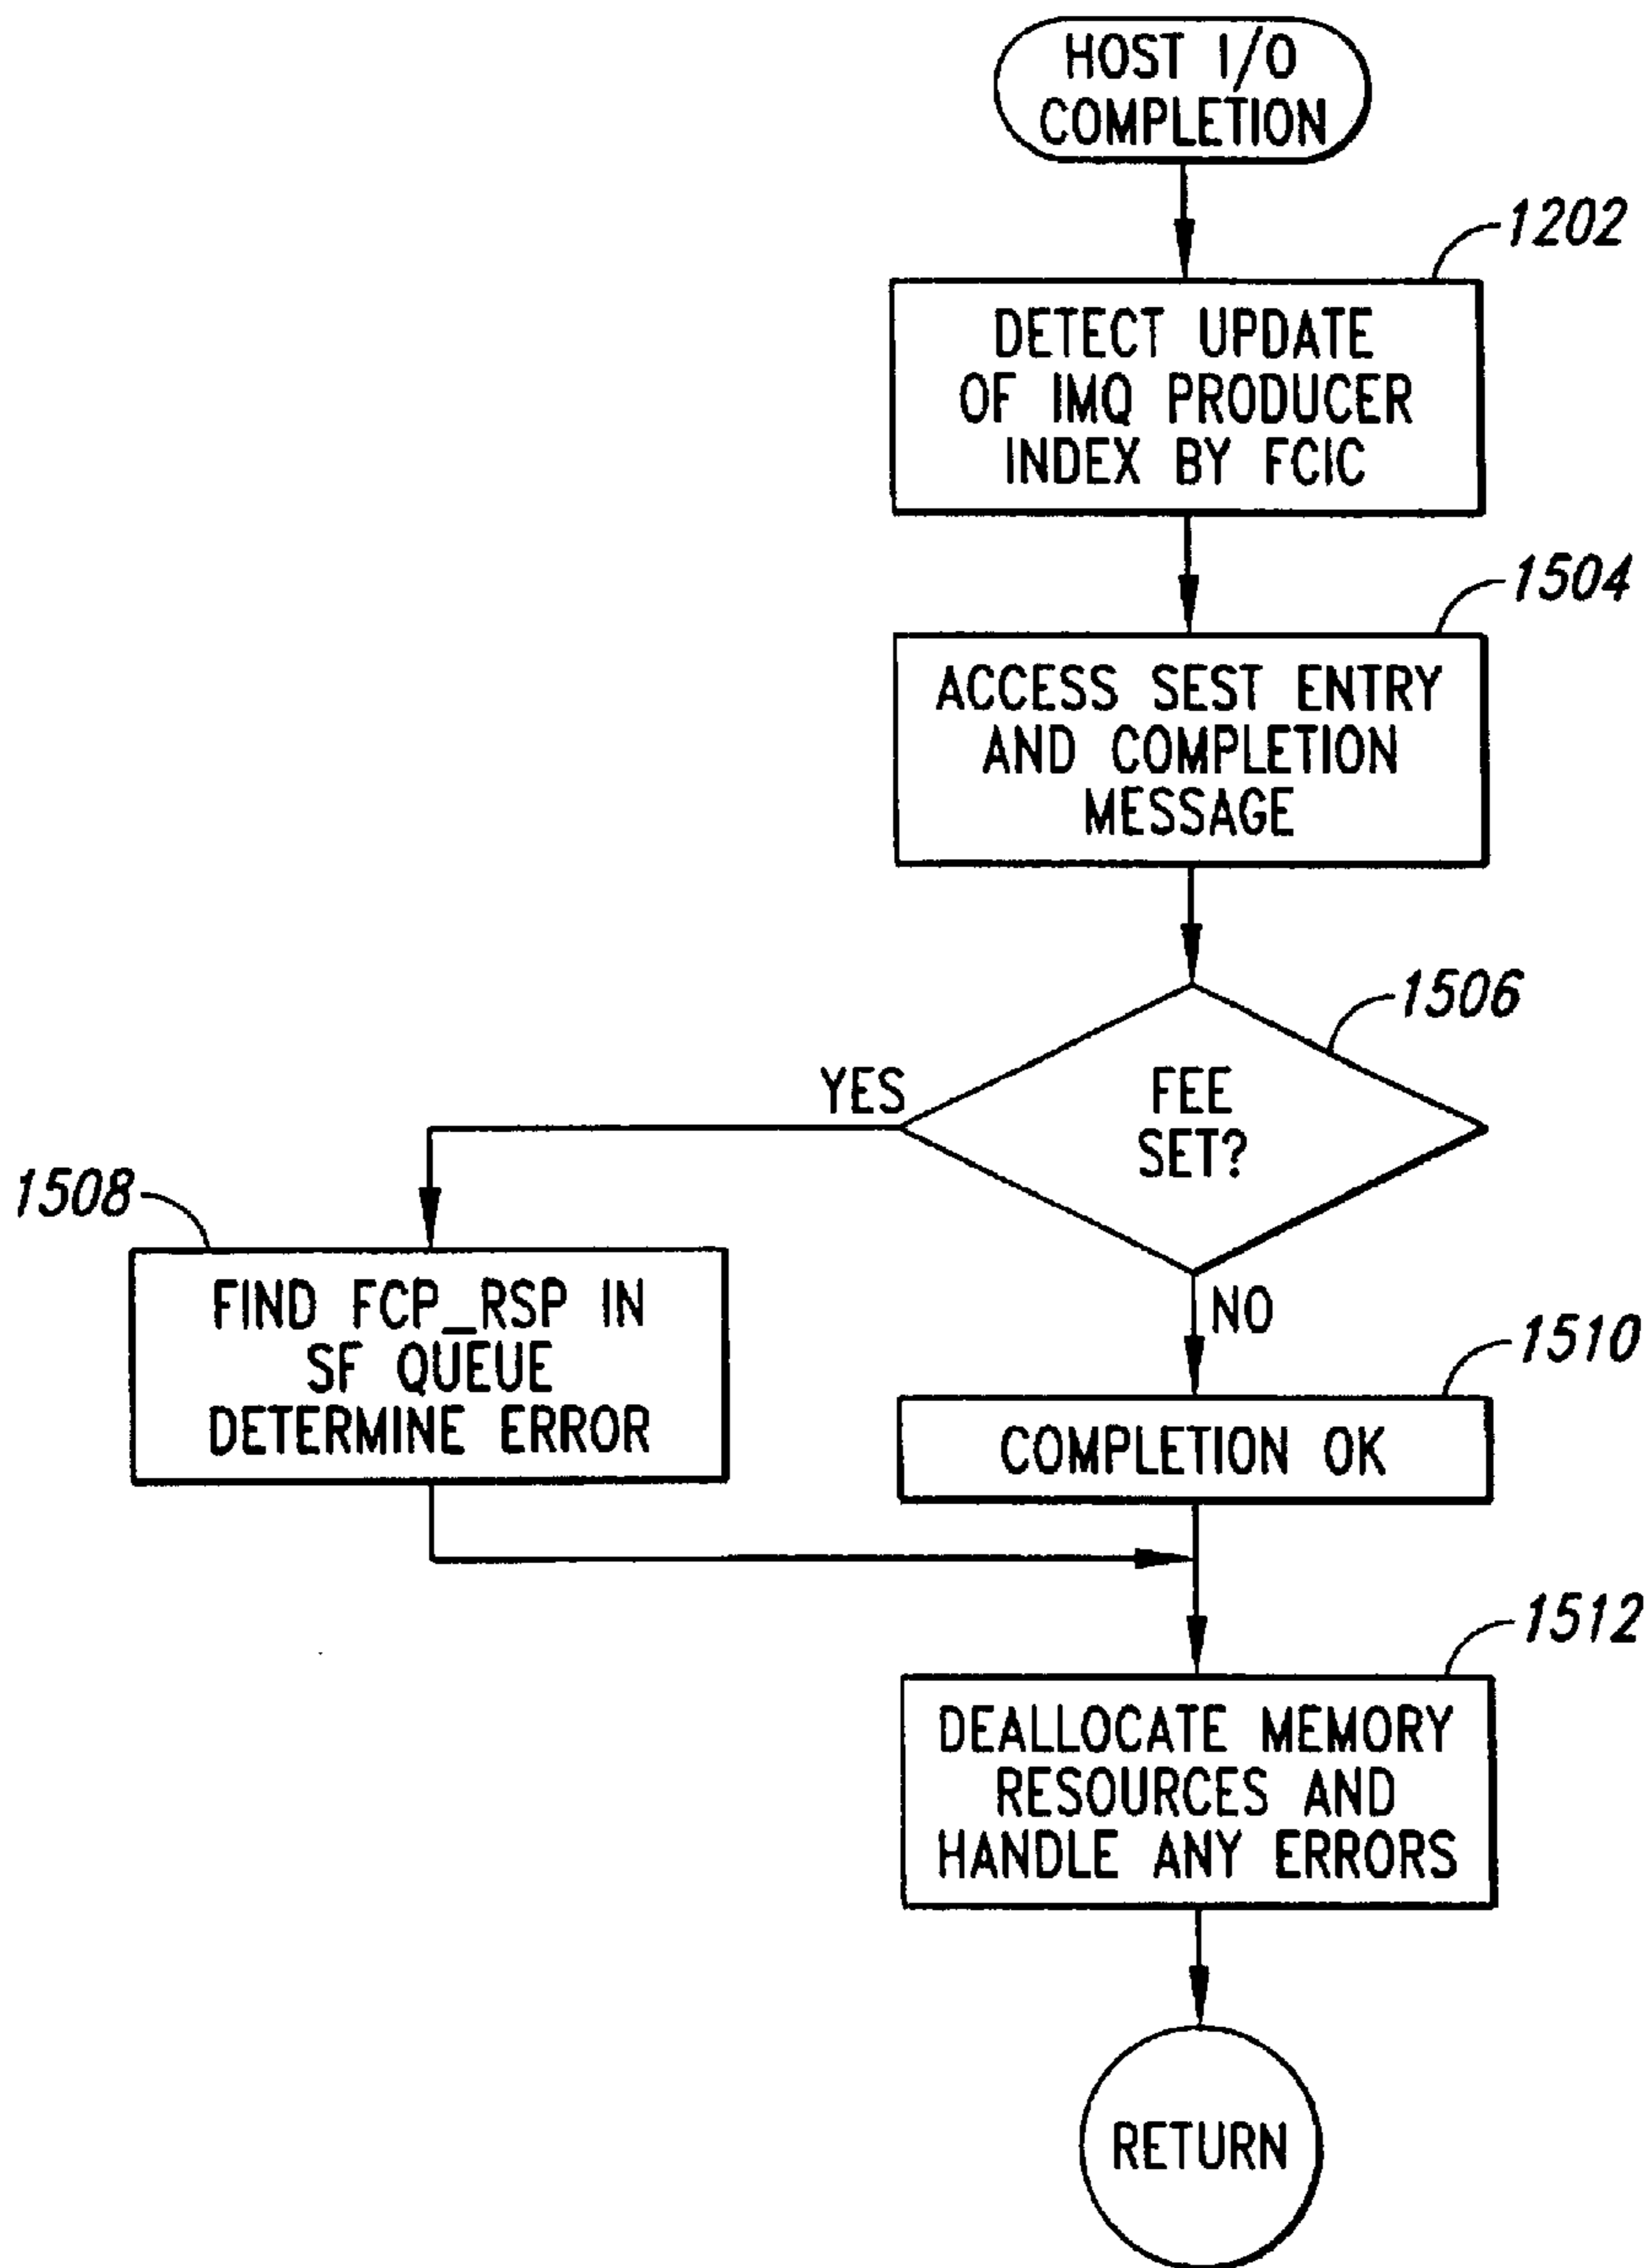 HOST I/O
COMPLETION
1202
DETECT UPDATE
OF IMQ PRODUCER
INDEX BY FCIC
1504
ACCESS SEST ENTRY
AND COMPLETION
MESSAGE
1506
FEE
SET?
YES
NO
1508
FIND FCP_RSP IN
SF QUEUE
DETERMINE ERROR
1510
COMPLETION OK
1512
DEALLOCATE MEMORY
RESOURCES AND
HANDLE ANY ERRORS
RETURN